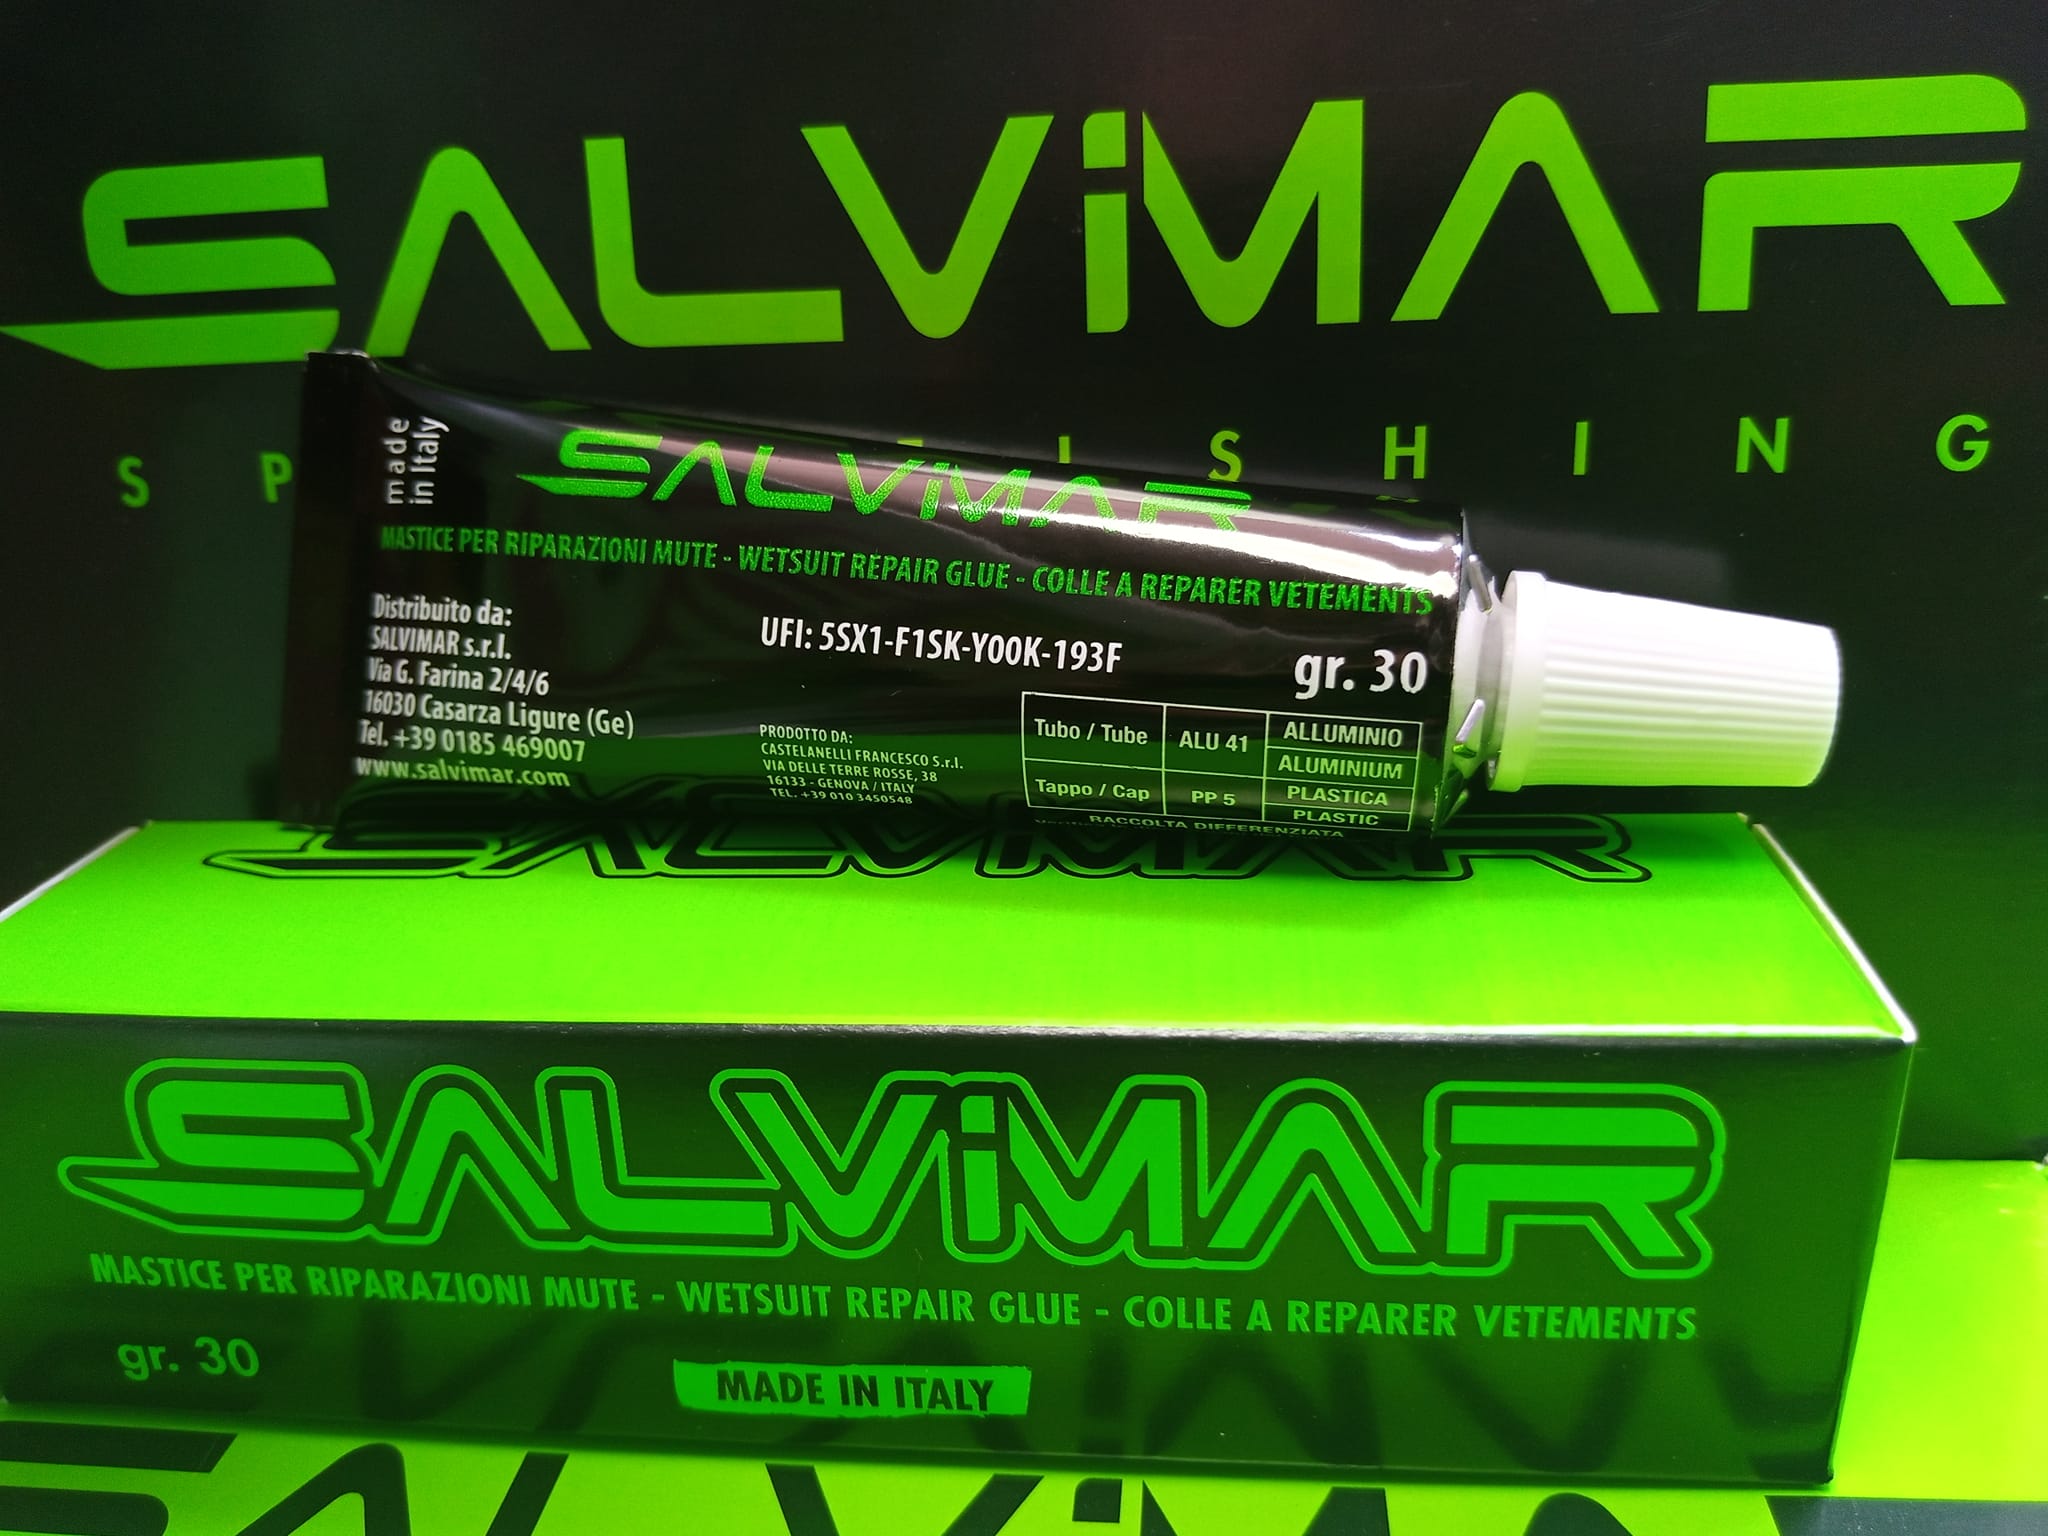 SALViMAR
SP FISHING
made
in Italy
SALViMAR
MASTICE PER RIPARAZIONI MUTE - WETSUIT REPAIR GLUE - COLLE A REPARER VETEMENTS
Distribuito da:
SALVIMAR s.r.l.
Via G. Farina 2/4/6
16030 Casarza Ligure (Ge)
Tel. +39 0185 469007
www.salvimar.com
UFI: 5SX1-F1SK-Y00K-193F
gr. 30
PRODOTTO DA:
CASTELANELLI FRANCESCO S.r.l.
VIA DELLE TERRE ROSSE, 38
16133 - GENOVA / ITALY
TEL. +39 010 3450548
Tubo / Tube ALU 41 ALLUMINIO
ALUMINIUM
Tappo / Cap PP 5 PLASTICA
PLASTIC
RACCOLTA DIFFERENZIATA
SALViMAR
SALViMAR
MASTICE PER RIPARAZIONI MUTE - WETSUIT REPAIR GLUE - COLLE A REPARER VETEMENTS
gr. 30
MADE IN ITALY